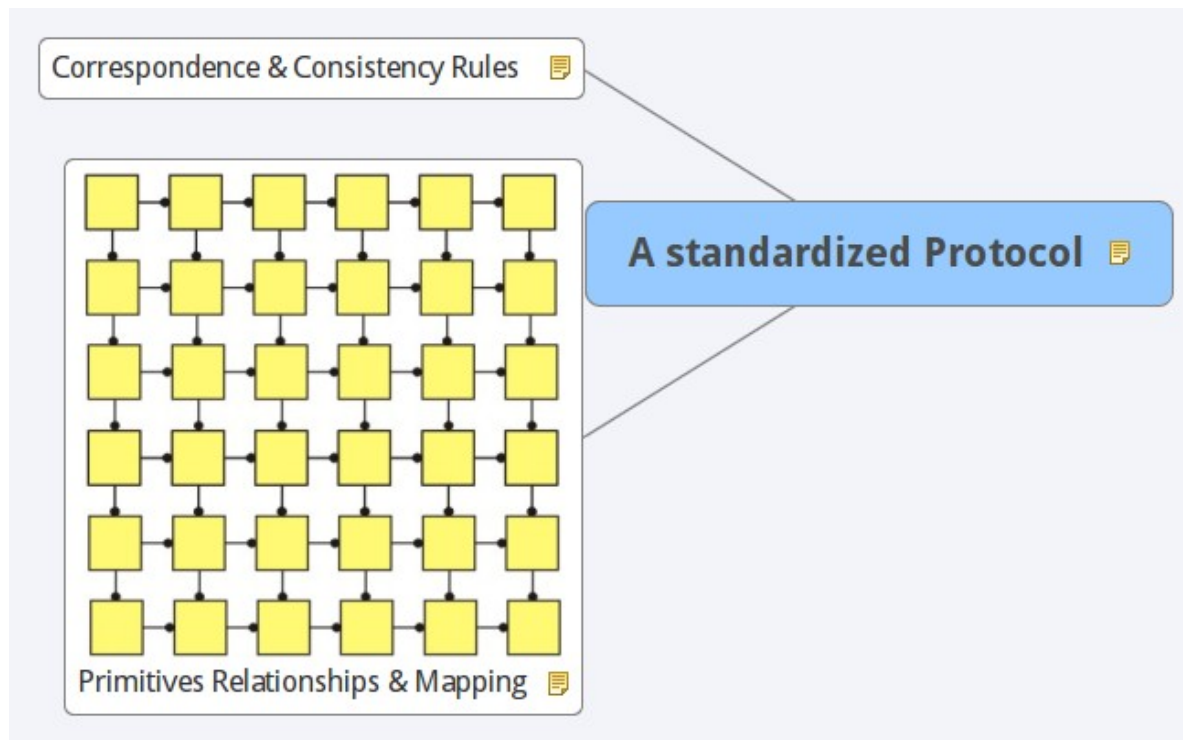 Correspondence & Consistency Rules
A standardized Protocol
Primitives Relationships & Mapping